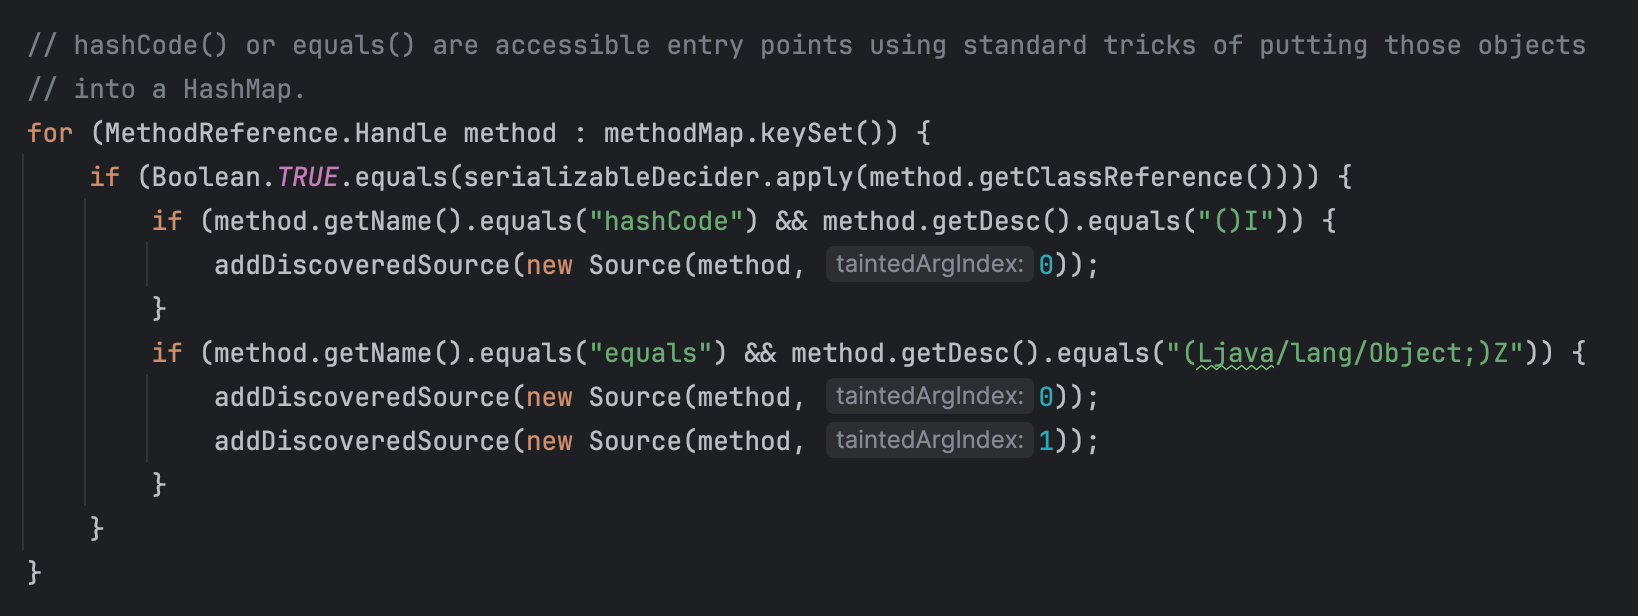 // hashCode() or equals() are accessible entry points using standard tricks of putting those objects
// into a HashMap.
for (MethodReference.Handle method : methodMap.keySet()) {
if (Boolean.TRUE.equals(serializableDecider.apply(method.getClassReference()))) {
if (method.getName().equals("hashCode") && method.getDesc().equals("()I")) {
addDiscoveredSource(new Source(method, taintedArgIndex: 0));
}
if (method.getName().equals("equals") && method.getDesc().equals("(Ljava/lang/Object;)Z")) {
addDiscoveredSource(new Source(method, taintedArgIndex: 0));
addDiscoveredSource(new Source(method, taintedArgIndex: 1));
}
}
}